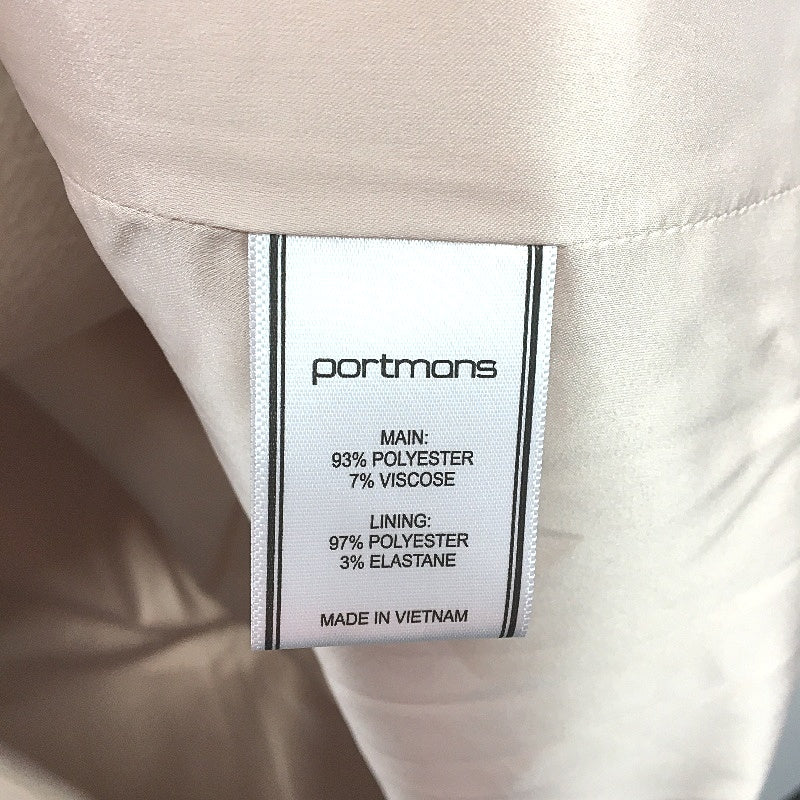 portmans
MAIN:
93% POLYESTER
7% VISCOSE
LINING:
97% POLYESTER
3% ELASTANE
MADE IN VIETNAM